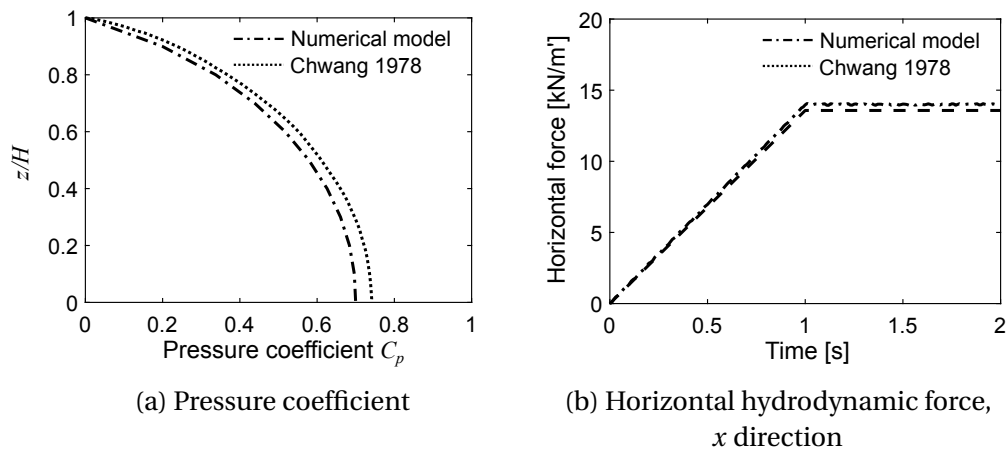 1
0.8
0.6
0.4
0.2
0
z/H
Numerical model
Chwang 1978
0 0.2 0.4 0.6 0.8 1
Pressure coefficient Cp
(a) Pressure coefficient
20
15
10
5
0
Horizontal force [kN/m']
Numerical model
Chwang 1978
0 0.5 1 1.5 2
Time [s]
(b) Horizontal hydrodynamic force,
x direction